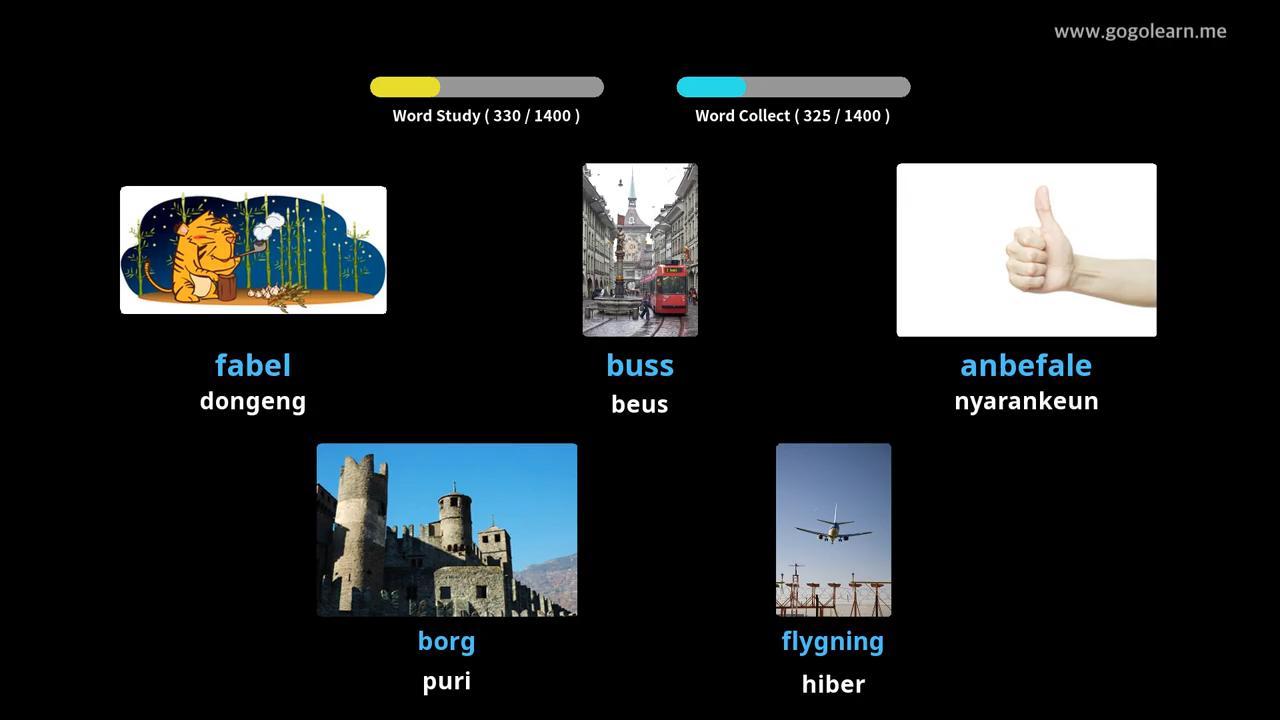 www.gogolearn.me
Word Study ( 330 / 1400 )
Word Collect ( 325 / 1400 )
fabel
dongeng
buss
beus
anbefale
nyarankeun
borg
puri
flygning
hiber